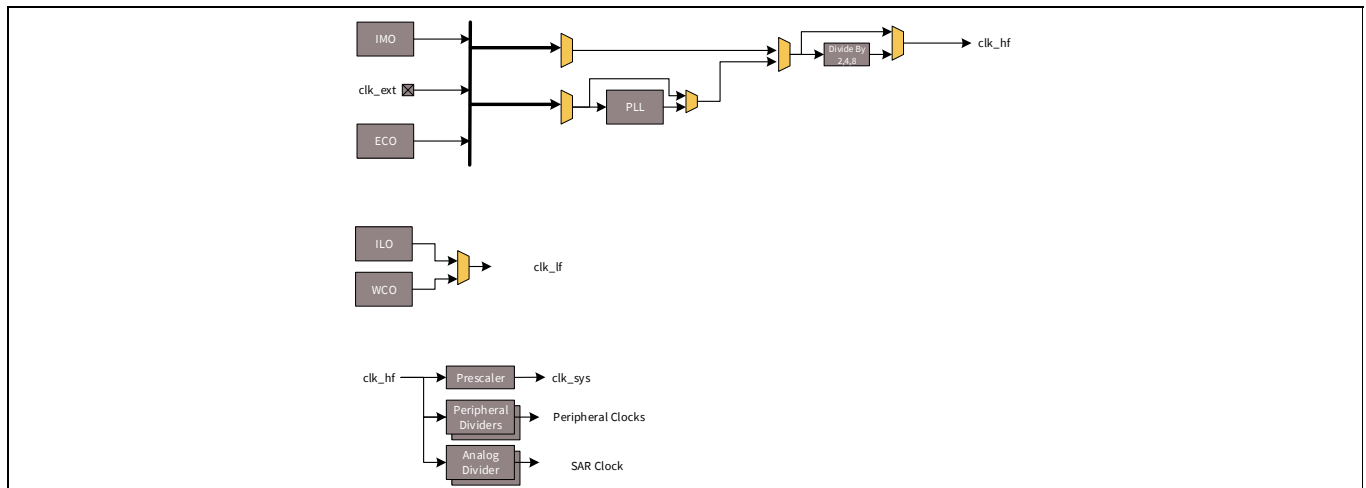 IMO
clk_ext
ECO
PLL
Divide By
2,4,8
clk_hf
ILO
WCO
clk_lf
clk_hf
Prescaler
clk_sys
Peripheral
Dividers
Peripheral Clocks
Analog
Divider
SAR Clock